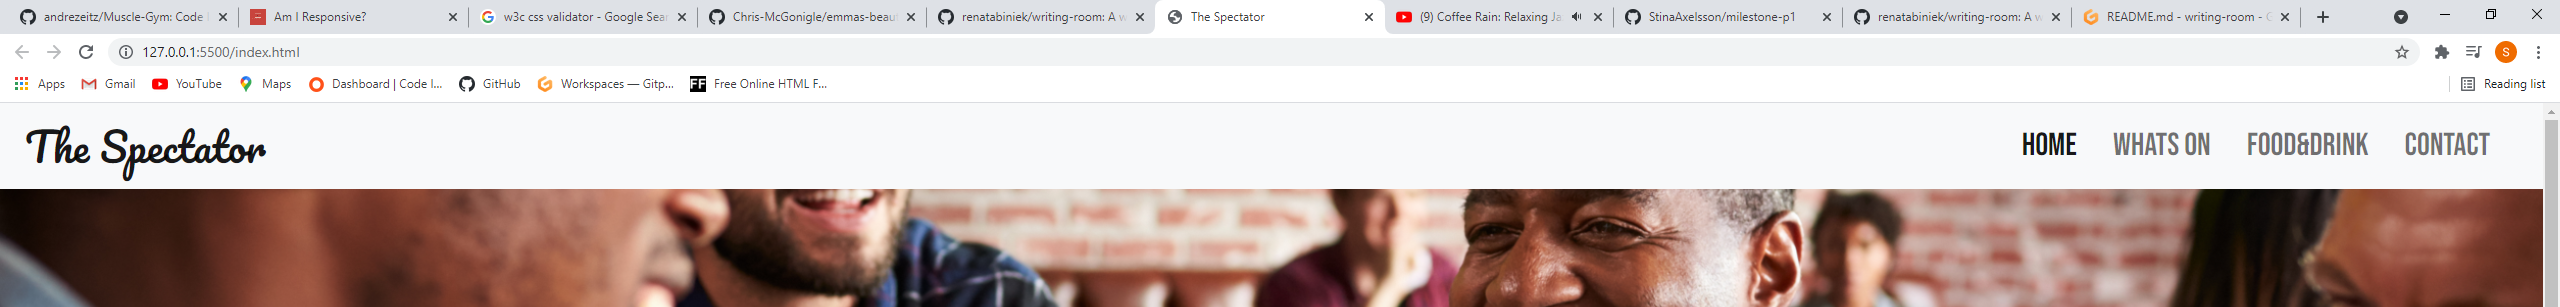 andrezeitz/Muscle-Gym: Code I
Am I Responsive?
w3c css validator - Google Sear
Chris-McGonigle/emmas-beaut
renatabiniek/writing-room: A w
The Spectator
(9) Coffee Rain: Relaxing Ja
StinaAxelsson/milestone-p1
renatabiniek/writing-room: A w
README.md - writing-room - G
127.0.0.1:5500/index.html
S
Apps
Gmail
YouTube
Maps
Dashboard | Code I...
GitHub
Workspaces — Gitp...
FF
Free Online HTML F...
Reading list
The Spectator
HOME
WHATS ON
FOOD&DRINK
CONTACT